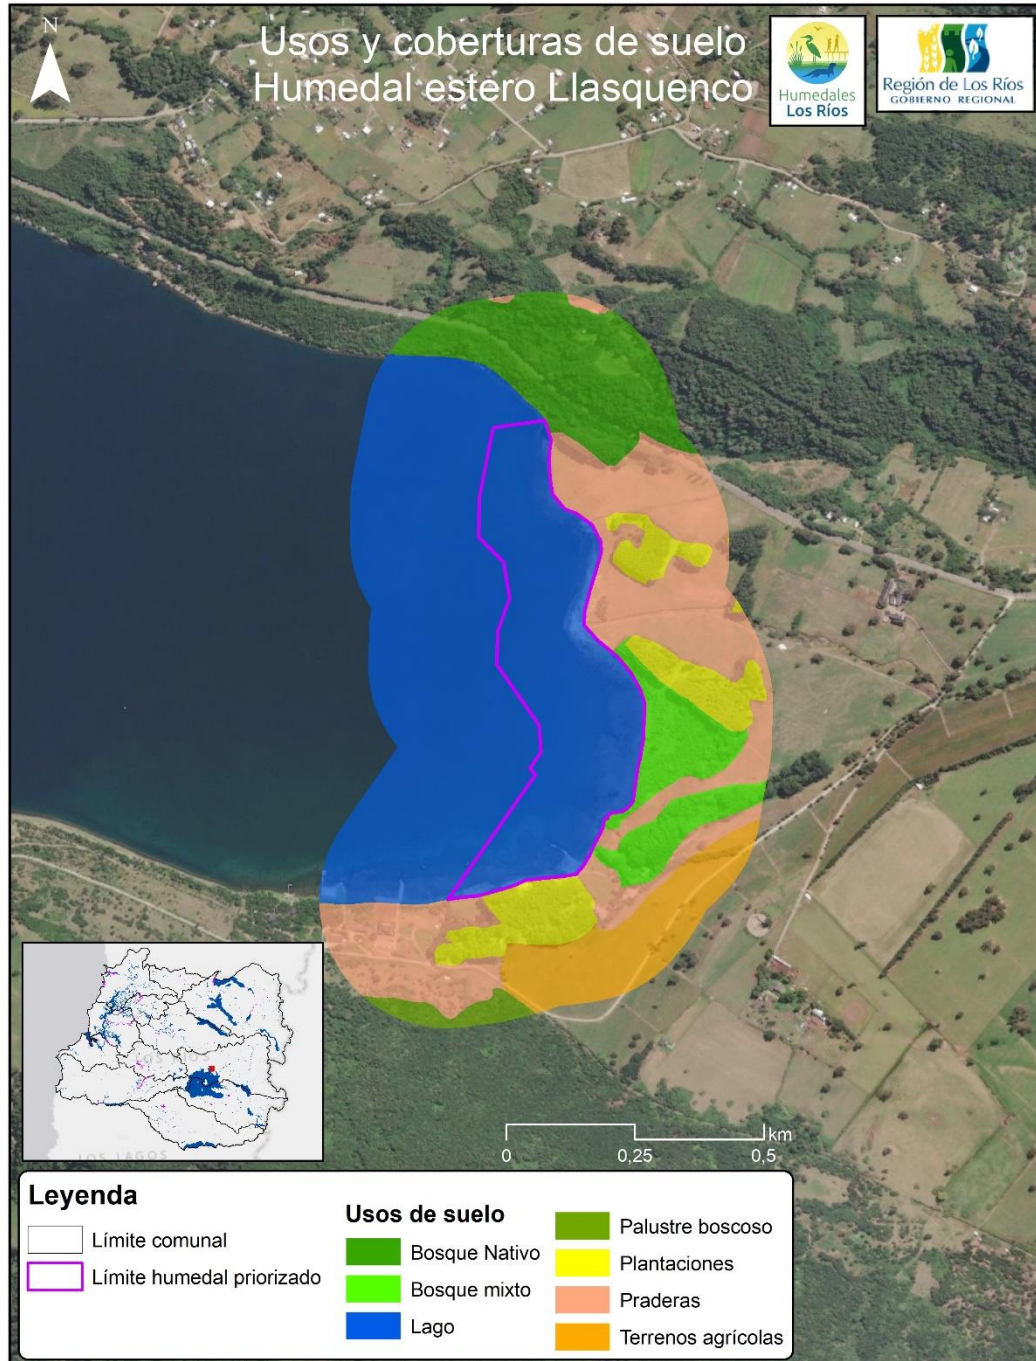 N
Usos y coberturas de suelo
Humedal estero Llasquenco
Humedales
Los Ríos
Región de Los Ríos
GOBIERNO REGIONAL
LOS LAGOS
km
0
0,25
0,5
Leyenda
Límite comunal
Límite humedal priorizado
Usos de suelo
Bosque Nativo
Bosque mixto
Lago
Palustre boscoso
Plantaciones
Praderas
Terrenos agrícolas